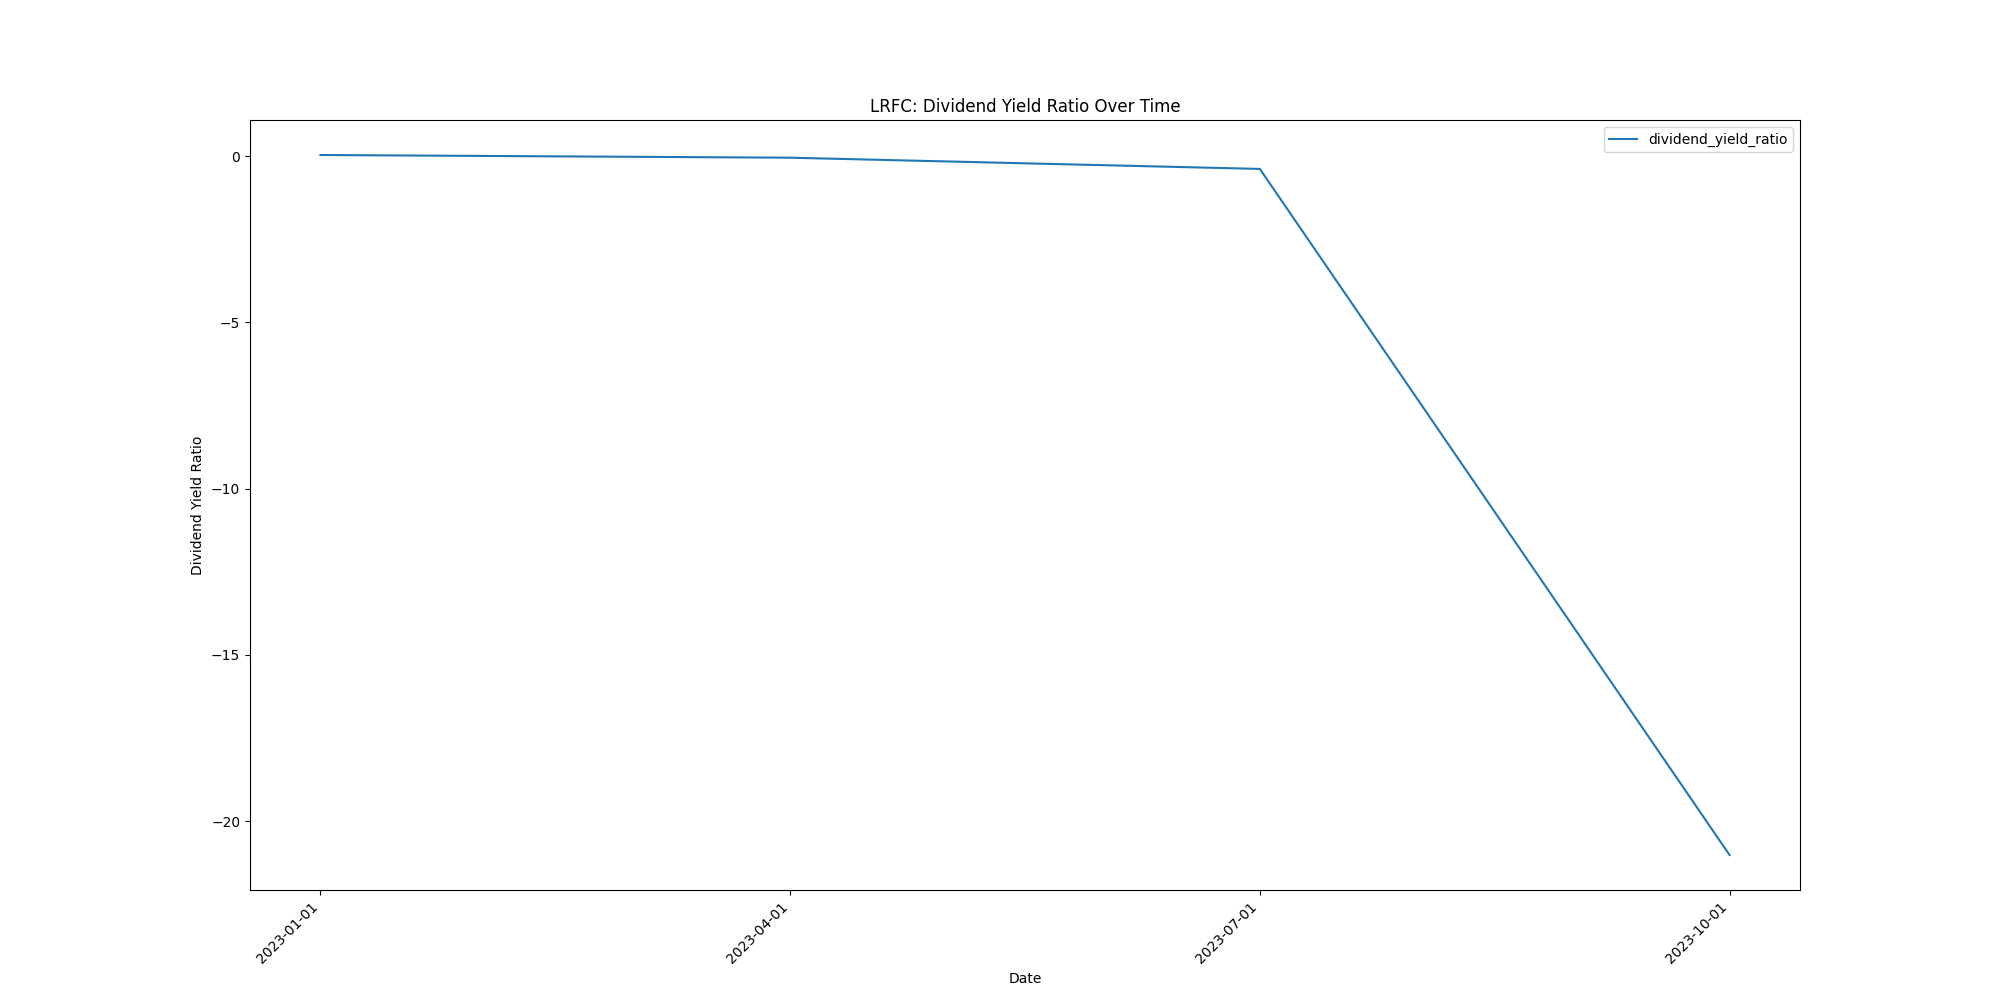 LRFC: Dividend Yield Ratio Over Time
dividend_yield_ratio
Dividend Yield Ratio
0
−5
−10
−15
−20
2023-01-01
2023-04-01
2023-07-01
2023-10-01
Date